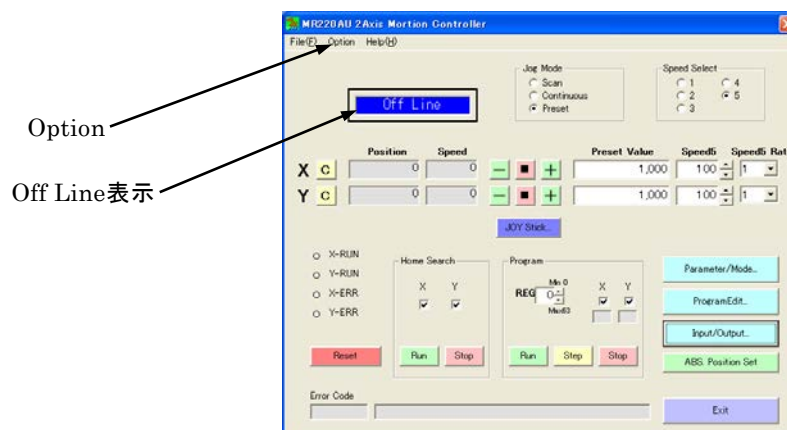 MR220AU 2Axis Mortion Controller
File(F) Option Help(H)
Jog Mode
Scan
Continuous
Preset
Speed Select
1 4
2 5
3
Off Line
Option
Off Line表示
Position Speed Preset Value Speed5 Speed5 Rat
X C 0 0 1,000 100 1
Y C 0 0 1,000 100 1
JOY Stick..
X-RUN
Y-RUN
X-ERR
Y-ERR
Reset
Home Search
X Y
Run Stop
Program
REG 0 Min 0 X Y
Max63
Run Step Stop
Parameter/Mode..
ProgramEdit..
Input/Output..
ABS. Position Set
Error Code
Exit